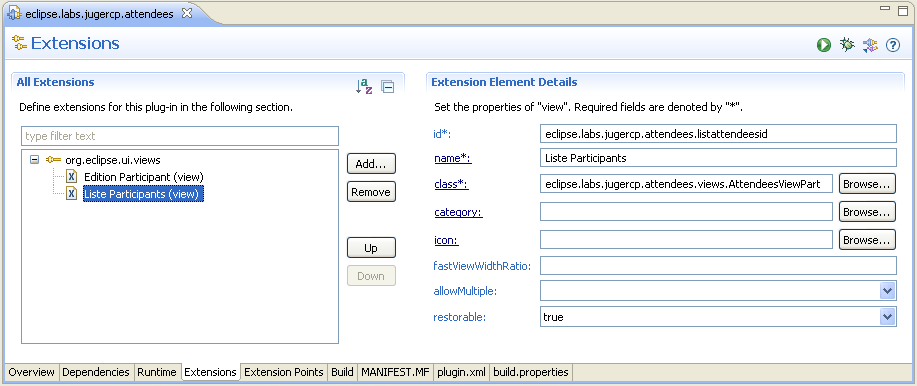 eclipse.labs.jugercp.attendees
Extensions
All Extensions
Define extensions for this plug-in in the following section.
type filter text
org.eclipse.ui.views
Edition Participant (view)
Liste Participants (view)
Add...
Remove
Up
Down
Extension Element Details
Set the properties of "view". Required fields are denoted by "*".
id*: eclipse.labs.jugercp.attendees.listattendeesid
name*: Liste Participants
class*: eclipse.labs.jugercp.attendees.views.AttendeesViewPart Browse...
category: Browse...
icon: Browse...
fastViewWidthRatio:
allowMultiple:
restorable: true
Overview Dependencies Runtime Extensions Extension Points Build MANIFEST.MF plugin.xml build.properties